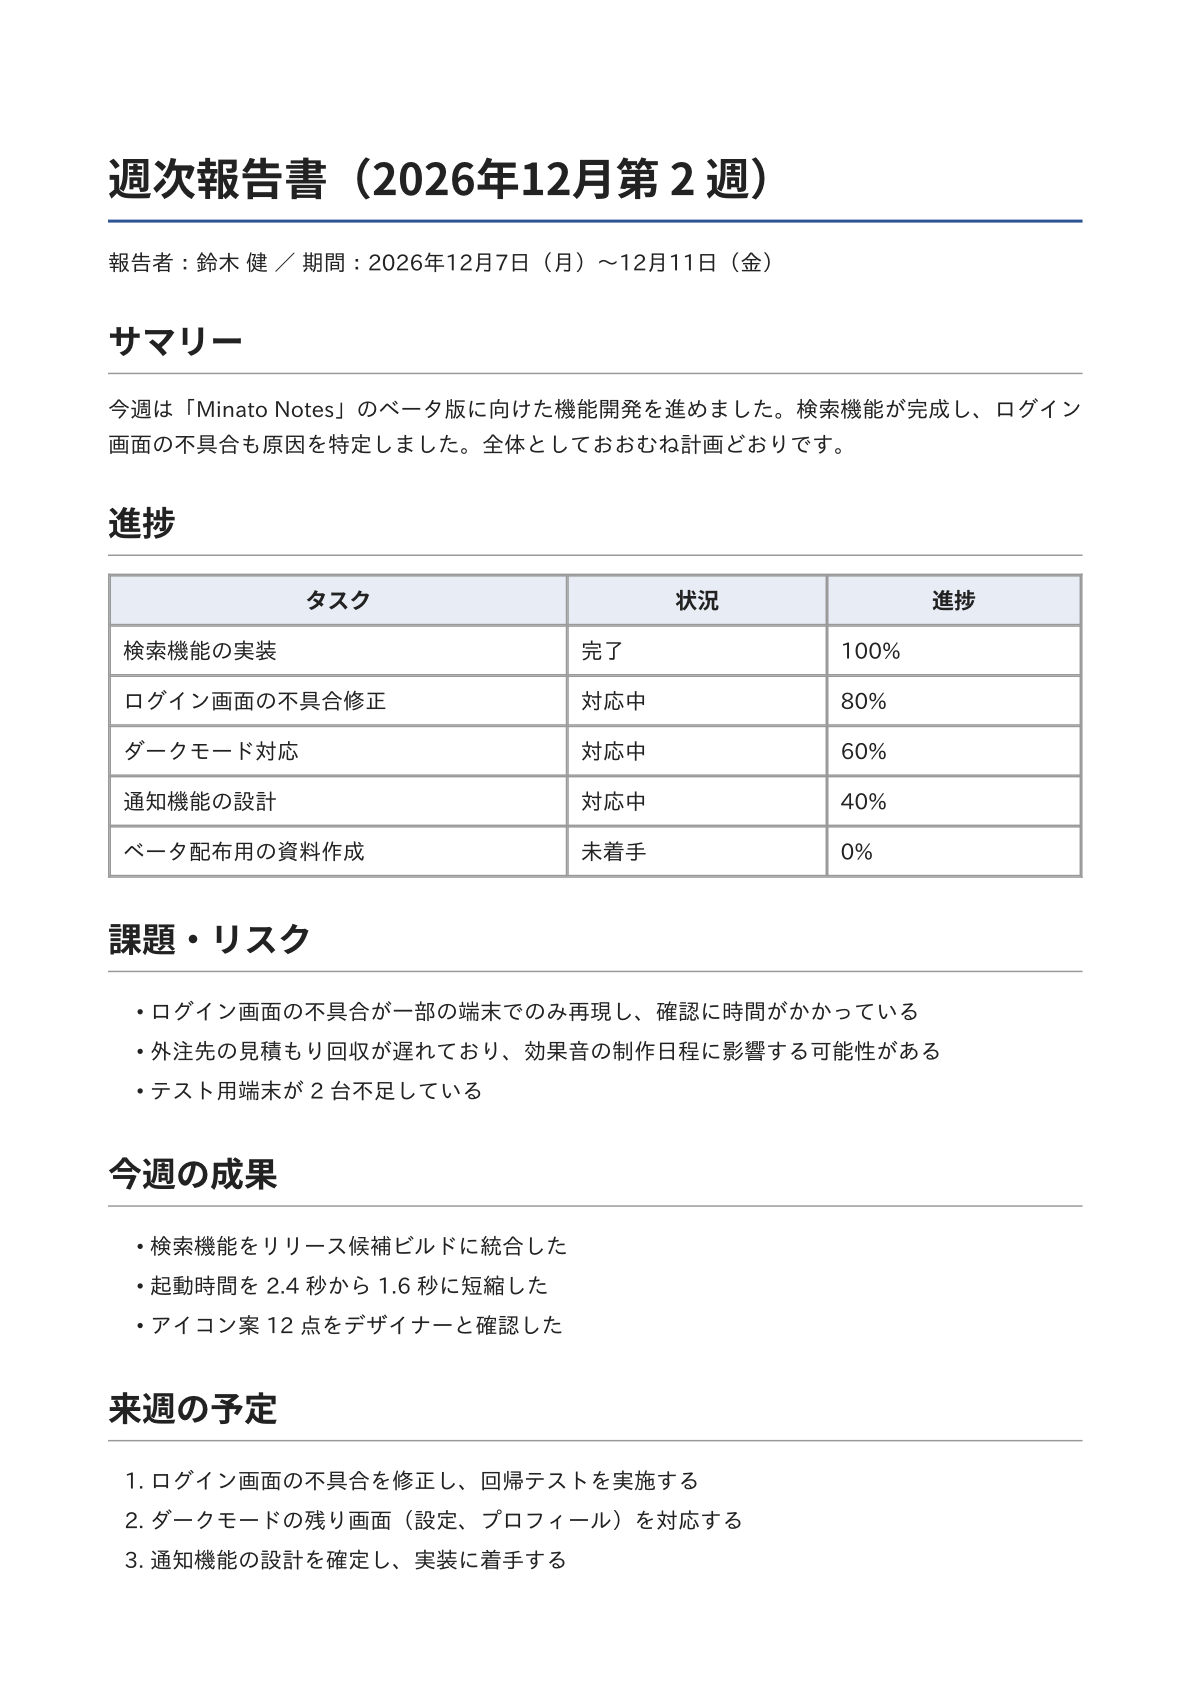 週次報告書（2026年12月第 2 週）
報告者：鈴木 健 ／ 期間：2026年12月7日（月）〜12月11日（金）
サマリー
今週は「Minato Notes」のベータ版に向けた機能開発を進めました。検索機能が完成し、ログイン
画面の不具合も原因を特定しました。全体としておおむね計画どおりです。
進捗
タスク 状況 進捗
検索機能の実装 完了 100%
ログイン画面の不具合修正 対応中 80%
ダークモード対応 対応中 60%
通知機能の設計 対応中 40%
ベータ配布用の資料作成 未着手 0%
課題・リスク
• ログイン画面の不具合が一部の端末でのみ再現し、確認に時間がかかっている
• 外注先の見積もり回収が遅れており、効果音の制作日程に影響する可能性がある
• テスト用端末が 2 台不足している
今週の成果
• 検索機能をリリース候補ビルドに統合した
• 起動時間を 2.4 秒から 1.6 秒に短縮した
• アイコン案 12 点をデザイナーと確認した
来週の予定
1. ログイン画面の不具合を修正し、回帰テストを実施する
2. ダークモードの残り画面（設定、プロフィール）を対応する
3. 通知機能の設計を確定し、実装に着手する